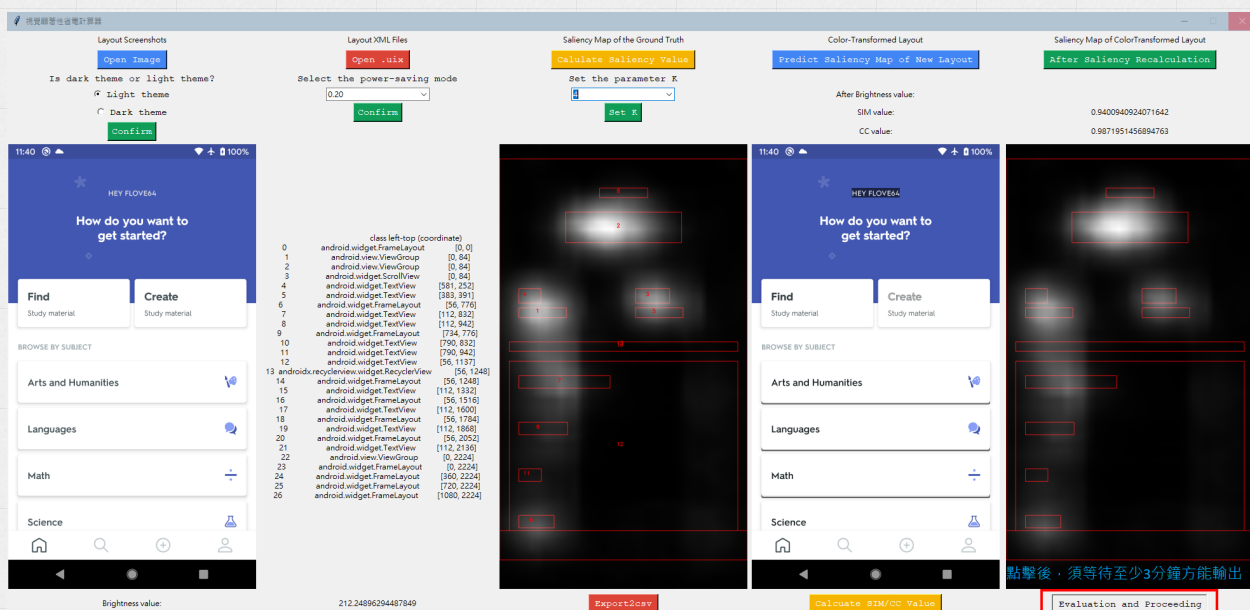 視覺顯著性省電計算器
Layout Screenshots
Layout XML Files
Saliency Map of the Ground Truth
Color-Transformed Layout
Saliency Map of ColorTransformed Layout
Open Image
Open .uix
Calulate Saliency Value
Predict Saliency Map of New Layout
After Saliency Recalculation
Is dark theme or light theme?
Select the power-saving mode
Set the parameter K
Light theme
0.20
4
After Brightness value:
Dark theme
Confirm
Set K
SIM value:
0.9400940924071642
Confirm
CC value:
0.9871951456894763
11:40
100%
HEY FLOVE64
How do you want to
get started?
Find
Study material
Create
Study material
BROWSE BY SUBJECT
Arts and Humanities
Languages
Math
Science
class left-top (coordinate)
0 android.widget.FrameLayout [0, 0]
1 android.view.ViewGroup [0, 84]
2 android.view.ViewGroup [0, 84]
3 android.widget.ScrollView [0, 84]
4 android.widget.TextView [581, 252]
5 android.widget.TextView [383, 391]
6 android.widget.FrameLayout [56, 776]
7 android.widget.TextView [112, 832]
8 android.widget.TextView [112, 942]
9 android.widget.FrameLayout [734, 776]
10 android.widget.TextView [790, 832]
11 android.widget.TextView [790, 942]
12 android.widget.TextView [56, 1137]
13 androidx.recyclerview.widget.RecyclerView [56, 1248]
14 android.widget.FrameLayout [56, 1248]
15 android.widget.TextView [112, 1332]
16 android.widget.FrameLayout [56, 1516]
17 android.widget.TextView [112, 1600]
18 android.widget.FrameLayout [56, 1784]
19 android.widget.TextView [112, 1868]
20 android.widget.FrameLayout [56, 2052]
21 android.widget.TextView [112, 2136]
22 android.view.ViewGroup [0, 2224]
23 android.widget.FrameLayout [0, 2224]
24 android.widget.FrameLayout [360, 2224]
25 android.widget.FrameLayout [720, 2224]
26 android.widget.FrameLayout [1080, 2224]
2
1
12
11
11:40
100%
HEY FLOVE64
How do you want to
get started?
Find
Study material
Create
Study material
BROWSE BY SUBJECT
Arts and Humanities
Languages
Math
Science
點擊後，須等待至少3分鐘方能輸出
Brightness value:
212.24896294487849
Export2csv
Calcuate SIM/CC Value
Evaluation and Proceeding